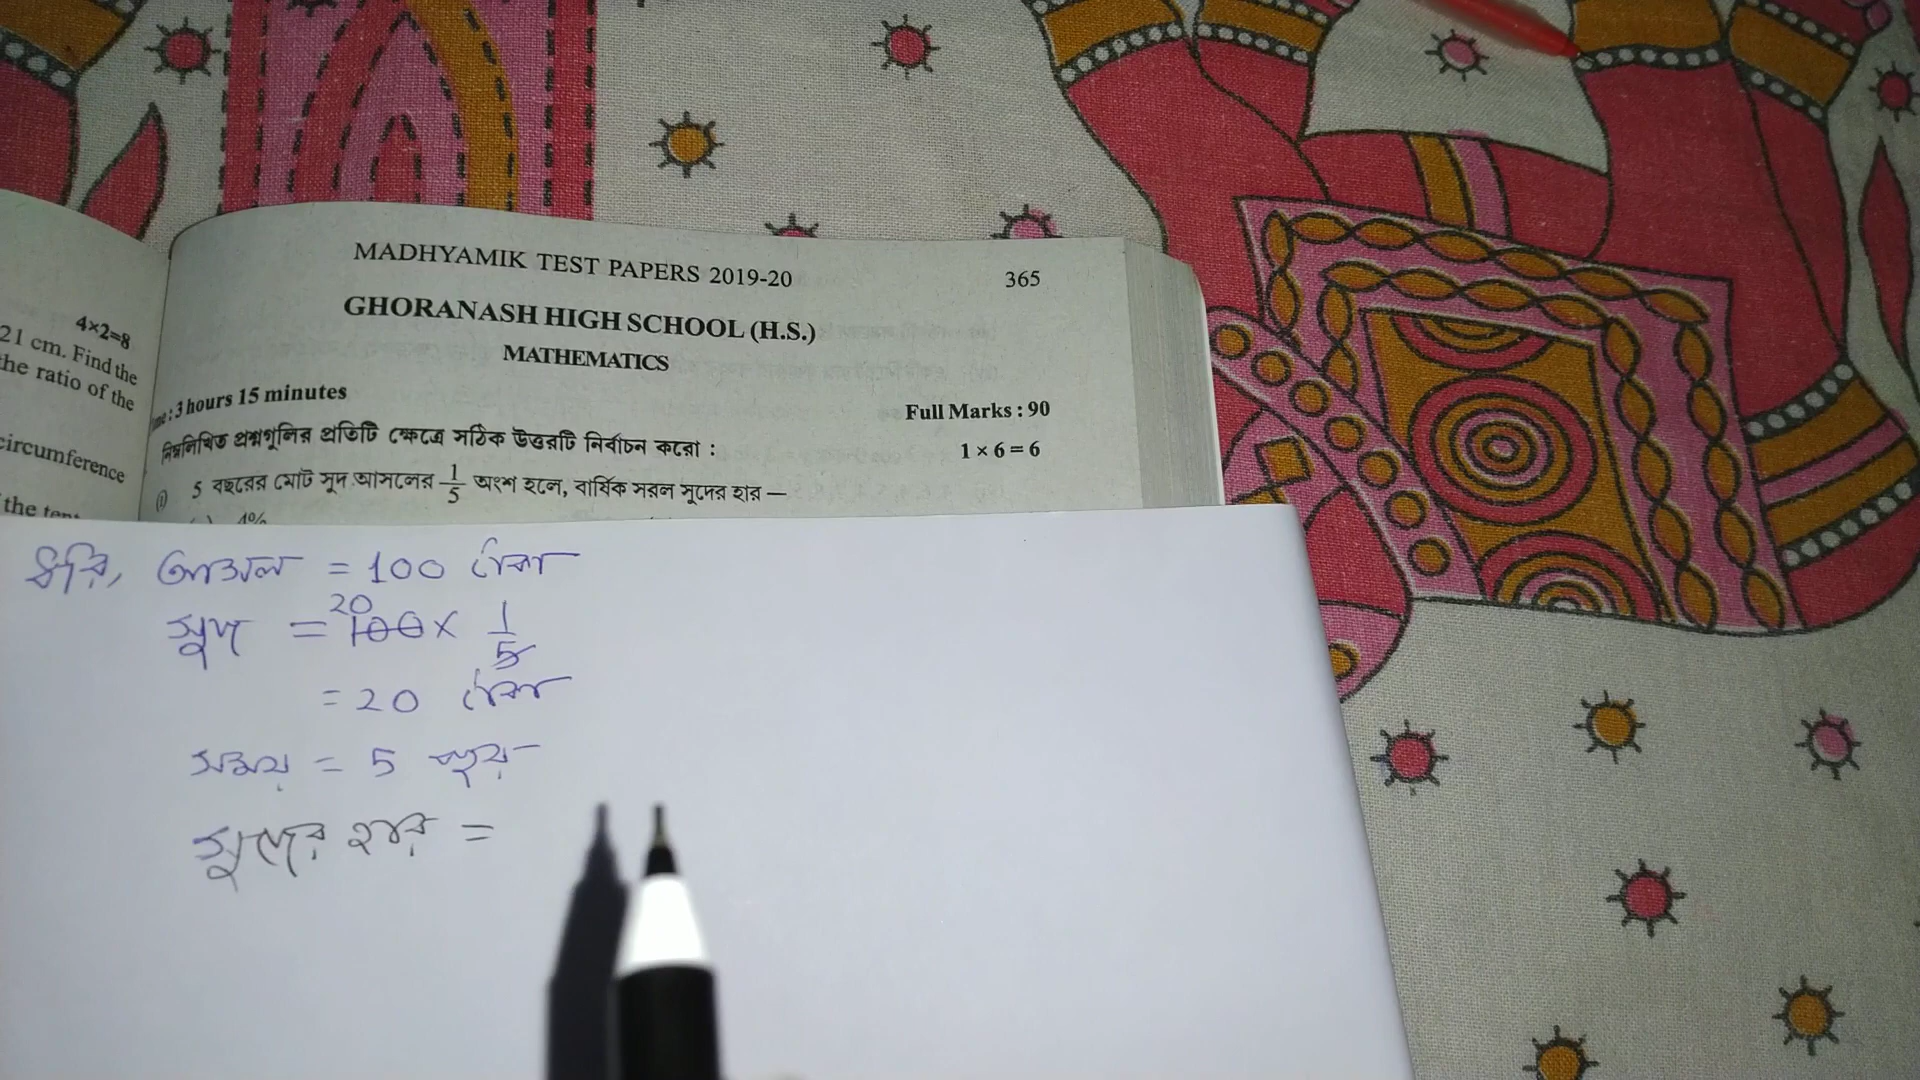 4×2=8
21 cm. Find the
the ratio of the
circumference
the
MADHYAMIK TEST PAPERS 2019-20
365
GHORANASH HIGH SCHOOL (H.S.)
MATHEMATICS
3 hours 15 minutes
Full Marks : 90
নিম্নলিখিত প্রশ্নগুলির প্রতিটি ক্ষেত্রে সঠিক উত্তরটি নির্বাচন করো :
1 × 6 = 6
(i) 5 বছরের মোট সুদ আসলের 1/5 অংশ হলে, বার্ষিক সরল সুদের হার —
4%
ধরি, আসল = 100 টাকা
20
সুদ = 100 × 1/5
= 20 টাকা
সময় = 5 বছর
সুদের হার =